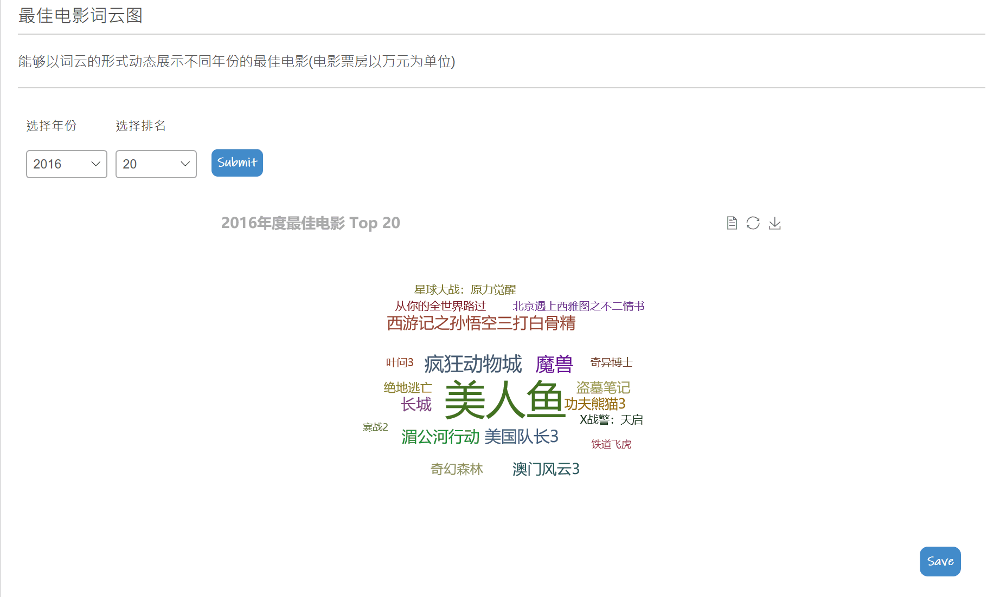 最佳电影词云图
能够以词云的形式动态展示不同年份的最佳电影(电影票房以万元为单位)
选择年份 选择排名
2016 20 Submit
2016年度最佳电影 Top 20
星球大战：原力觉醒
从你的全世界路过 北京遇上西雅图之不二情书
西游记之孙悟空三打白骨精
叶问3 疯狂动物城 魔兽 奇异博士
绝地逃亡 盗墓笔记
长城 美人鱼 功夫熊猫3
X战警：天启
寒战2
湄公河行动 美国队长3
铁道飞虎
奇幻森林 澳门风云3
Save